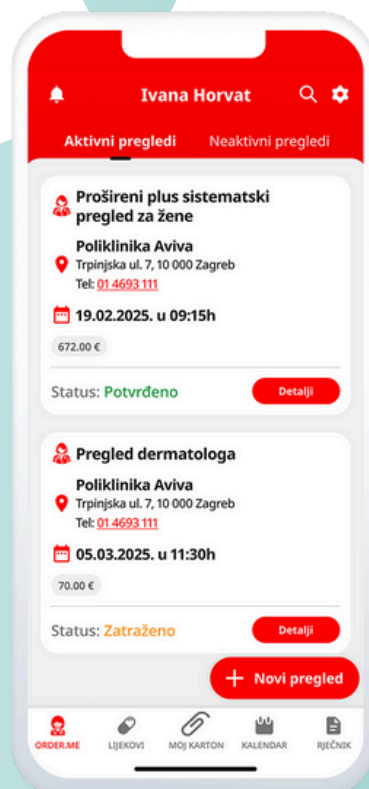 Ivana Horvat
Aktivni pregledi
Neaktivni pregledi
Prošireni plus sistematski
pregled za žene
Poliklinika Aviva
Trpinjska ul. 7, 10 000 Zagreb
Tel: 01 4693 111
19.02.2025. u 09:15h
672.00 €
Status: Potvrđeno
Detalji
Pregled dermatologa
Poliklinika Aviva
Trpinjska ul. 7, 10 000 Zagreb
Tel: 01 4693 111
05.03.2025. u 11:30h
70.00 €
Status: Zatraženo
Detalji
+ Novi pregled
ORDER.ME
LIJEKOVI
MOJ KARTON
KALENDAR
RJEČNIK